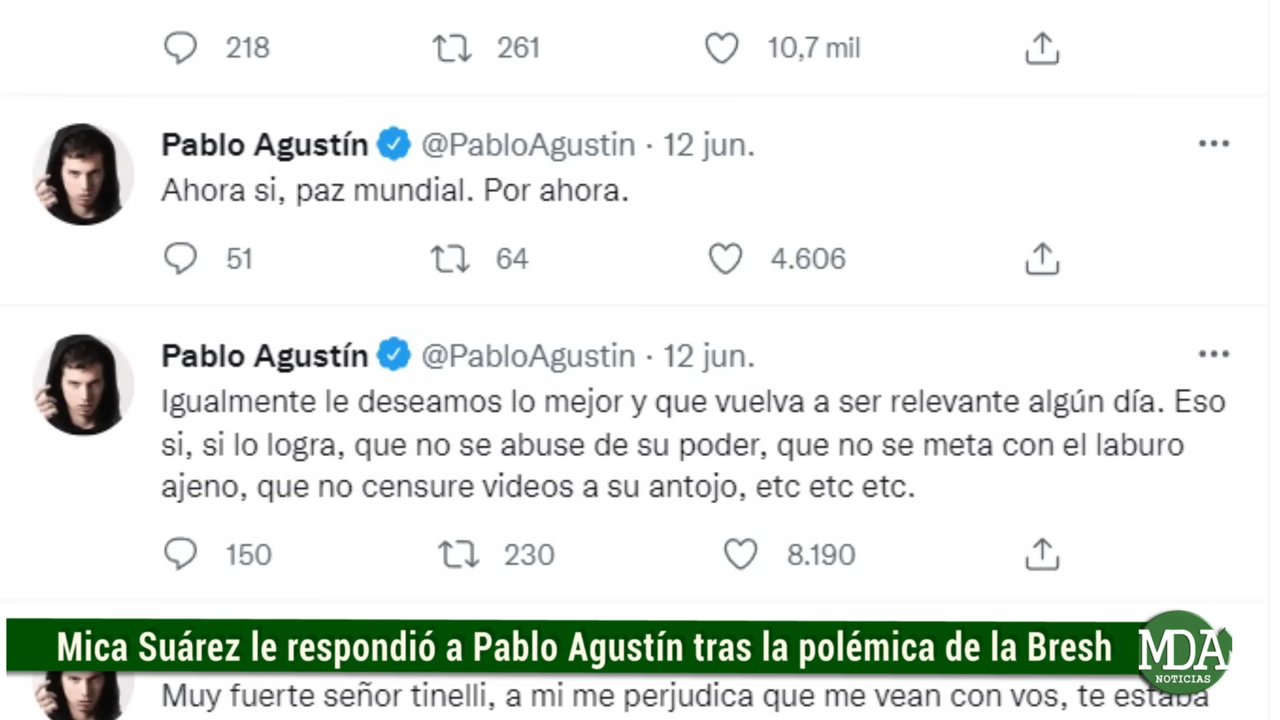 218 261 10,7 mil
Pablo Agustín @PabloAgustin · 12 jun.
Ahora si, paz mundial. Por ahora.
51 64 4.606
Pablo Agustín @PabloAgustin · 12 jun.
Igualmente le deseamos lo mejor y que vuelva a ser relevante algún día. Eso
si, si lo logra, que no se abuse de su poder, que no se meta con el laburo
ajeno, que no censure videos a su antojo, etc etc etc.
150 230 8.190
Mica Suárez le respondió a Pablo Agustín tras la polémica de la Bresh
MDA
NOTICIAS
Muy fuerte señor tinelli, a mi me perjudica que me vean con vos, te estaba